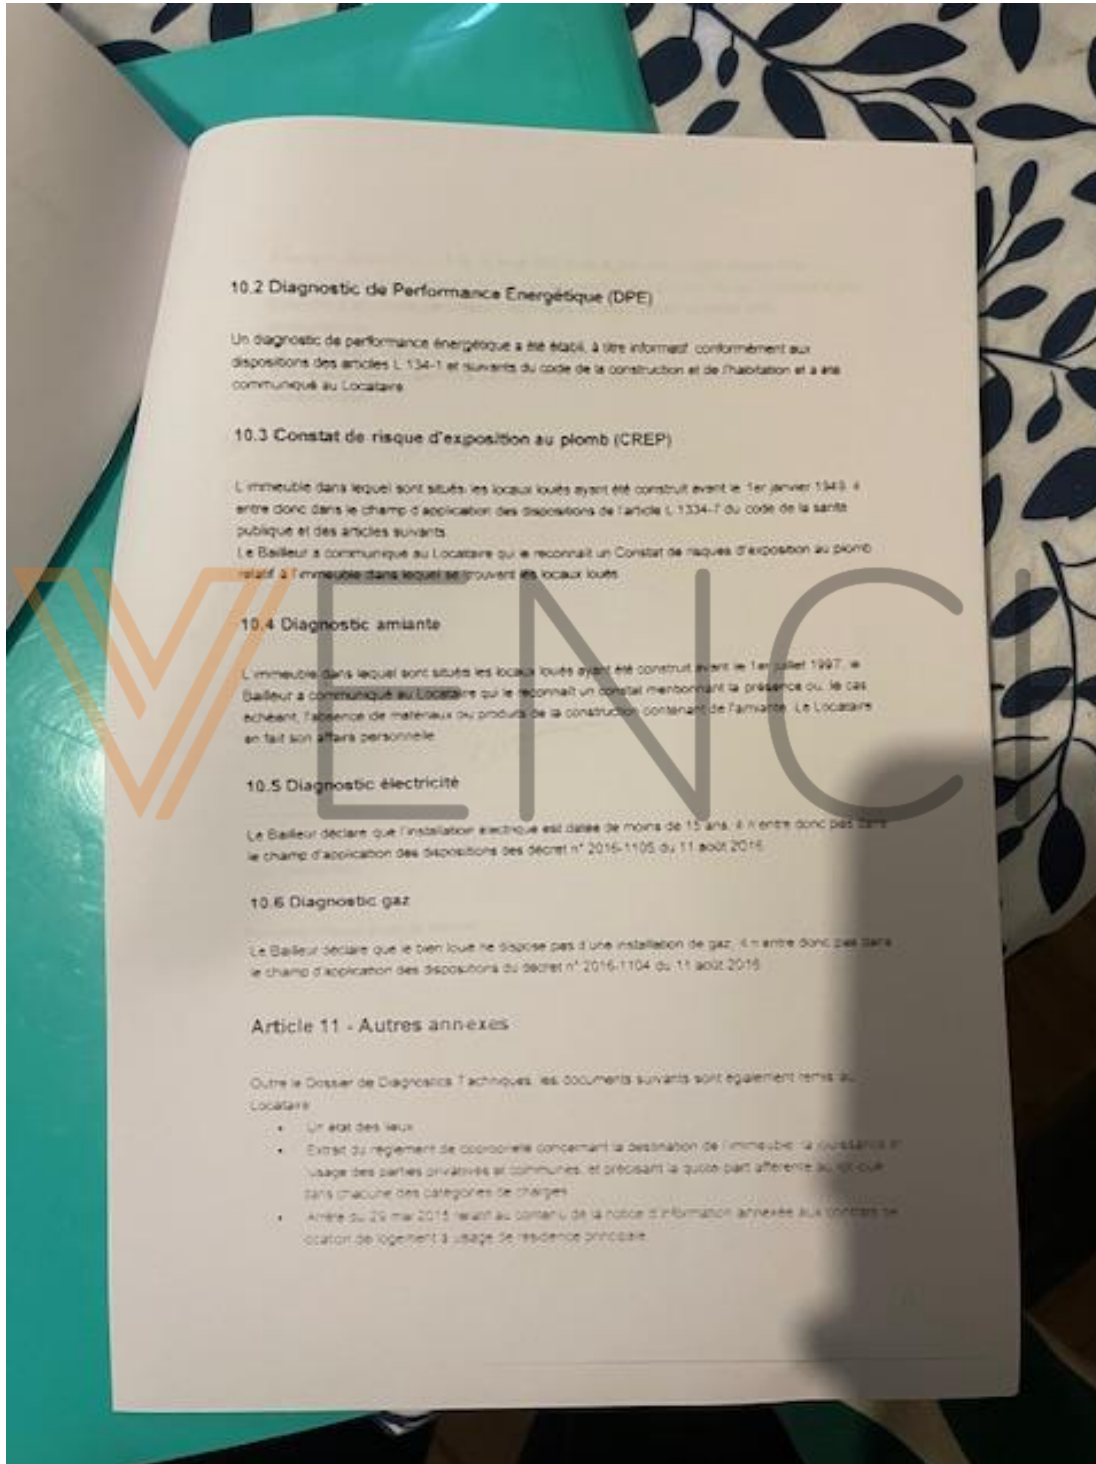 10.2 Diagnostic de Performance Energétique (DPE)
Un diagnostic de performance énergétique a été établi, à titre informatif, conformément aux
dispositions des articles L 134-1 et suivants du code de la construction et de l'habitation et a été
communiqué au Locataire
10.3 Constat de risque d'exposition au plomb (CREP)
L'immeuble dans lequel sont situés les locaux loués ayant été construit avant le 1er janvier 1949, il
entre donc dans le champ d'application des dispositions de l'article L 1334-7 du code de la santé
publique et des articles suivants
Le Bailleur a communiqué au Locataire qui le reconnaît un Constat de risques d'exposition au plomb
relatif à l'immeuble dans lequel se trouvent les locaux loués
10.4 Diagnostic amiante
L'immeuble dans lequel sont situés les locaux loués ayant été construit avant le 1er juillet 1997, le
Bailleur a communiqué au Locataire qui le reconnaît un constat mentionnant la présence ou, le cas
échéant, l'absence de matériaux ou produits de la construction contenant de l'amiante. Le Locataire
en fait son affaire personnelle
10.5 Diagnostic électricité
Le Bailleur déclare que l'installation électrique est datée de moins de 15 ans, il n'entre donc pas dans
le champ d'application des dispositions des décret n° 2016-1105 du 11 août 2016
10.6 Diagnostic gaz
Le Bailleur déclare que le bien loué ne dispose pas d'une installation de gaz, il n'entre donc pas dans
le champ d'application des dispositions du décret n° 2016-1104 du 11 août 2016
Article 11 - Autres annexes
Outre le Dossier de Diagnostics Techniques, les documents suivants sont également remis au
Locataire
• Un état des lieux
• Extrait du règlement de copropriété concernant la destination de l'immeuble, la jouissance et
l'usage des parties privatives et communes, et précisant la quote-part afférente au lot loué
dans chacune des catégories de charges
• Arrêté du 29 mai 2015 relatif au contenu de la notice d'information annexée aux contrats de
location de logement à usage de résidence principale
VENCI